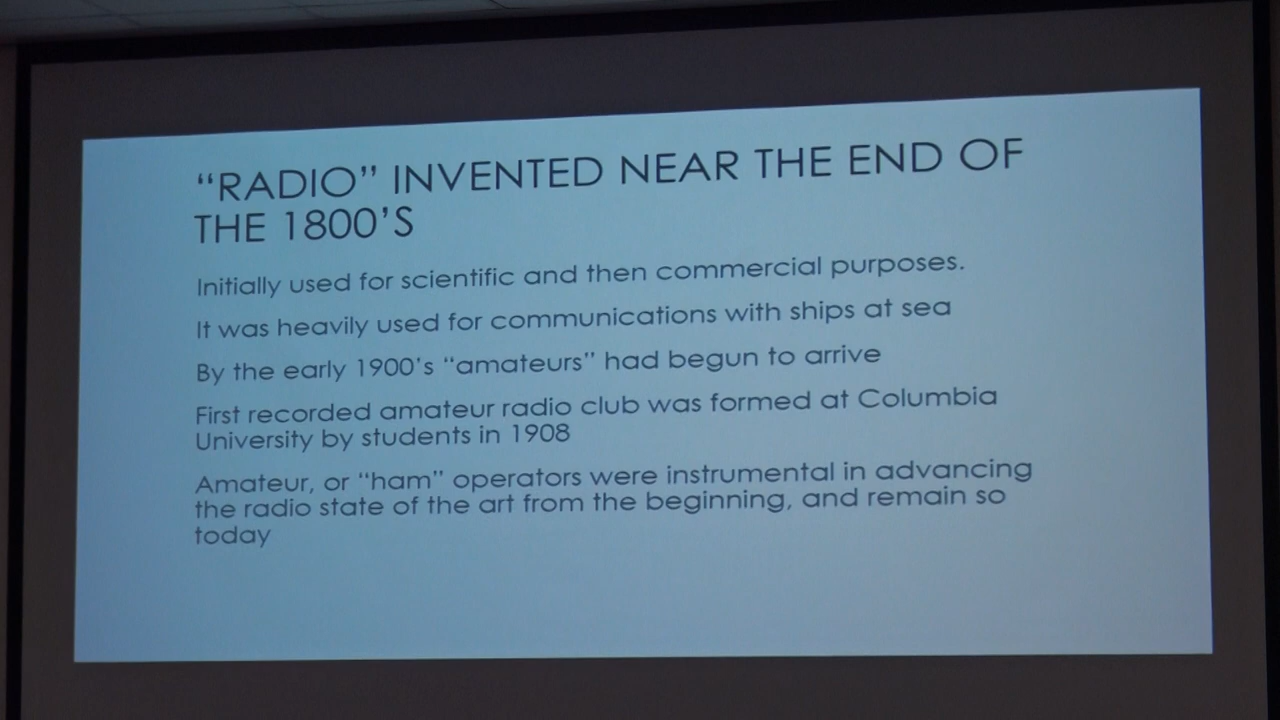 “RADIO” INVENTED NEAR THE END OF
THE 1800’S
Initially used for scientific and then commercial purposes.
It was heavily used for communications with ships at sea
By the early 1900’s “amateurs” had begun to arrive
First recorded amateur radio club was formed at Columbia
University by students in 1908
Amateur, or “ham” operators were instrumental in advancing
the radio state of the art from the beginning, and remain so
today